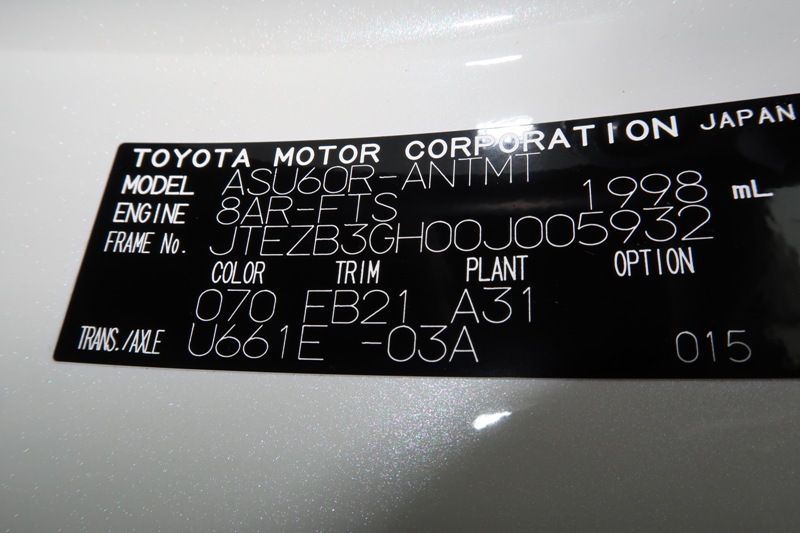 TOYOTA MOTOR CORPORATION JAPAN
MODEL ASU60R-ANTMT
ENGINE 8AR-FTS 1998 mL
FRAME No. JTEZB3GH00J005932
COLOR TRIM PLANT OPTION
070 FB21 A31
TRANS./AXLE U661E -03A 015